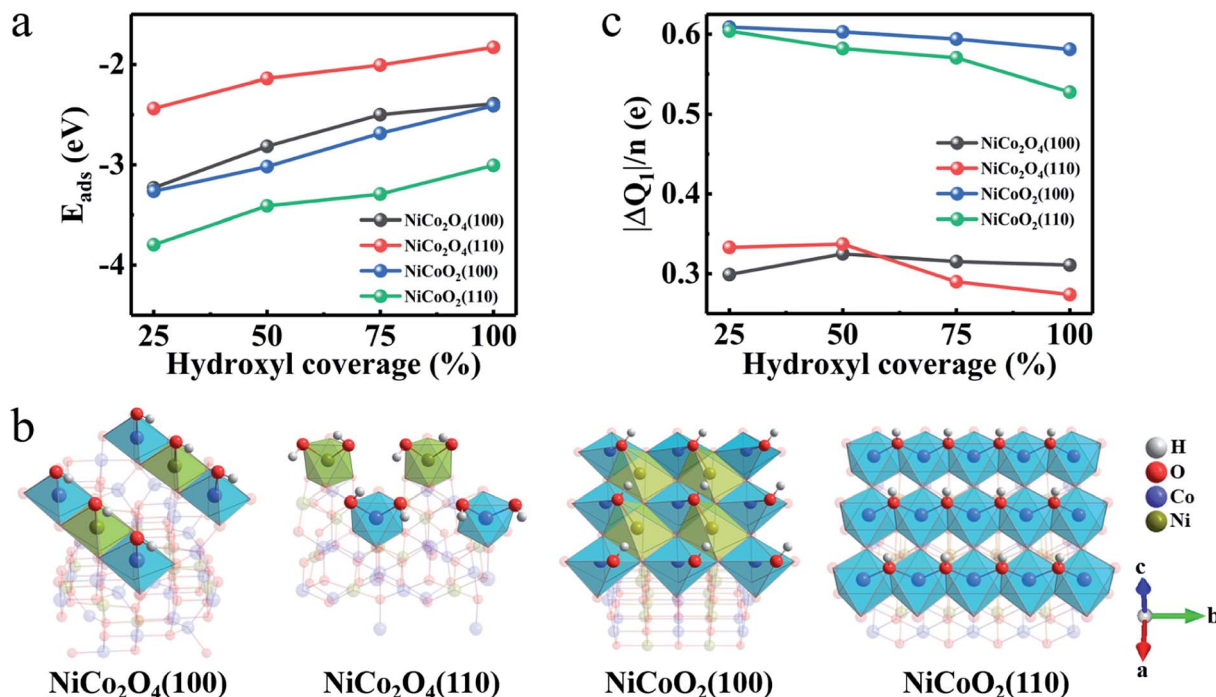 a
-2
-3
-4
E_ads (eV)
NiCo₂O₄(100)
NiCo₂O₄(110)
NiCoO₂(100)
NiCoO₂(110)
25 50 75 100
Hydroxyl coverage (%)
c
0.6
0.5
0.3
|ΔQ₁|/n (e)
NiCo₂O₄(100)
NiCo₂O₄(110)
NiCoO₂(100)
NiCoO₂(110)
25 50 75 100
Hydroxyl coverage (%)
b
H
O
Co
Ni
c
b
a
NiCo₂O₄(100) NiCo₂O₄(110) NiCoO₂(100) NiCoO₂(110)